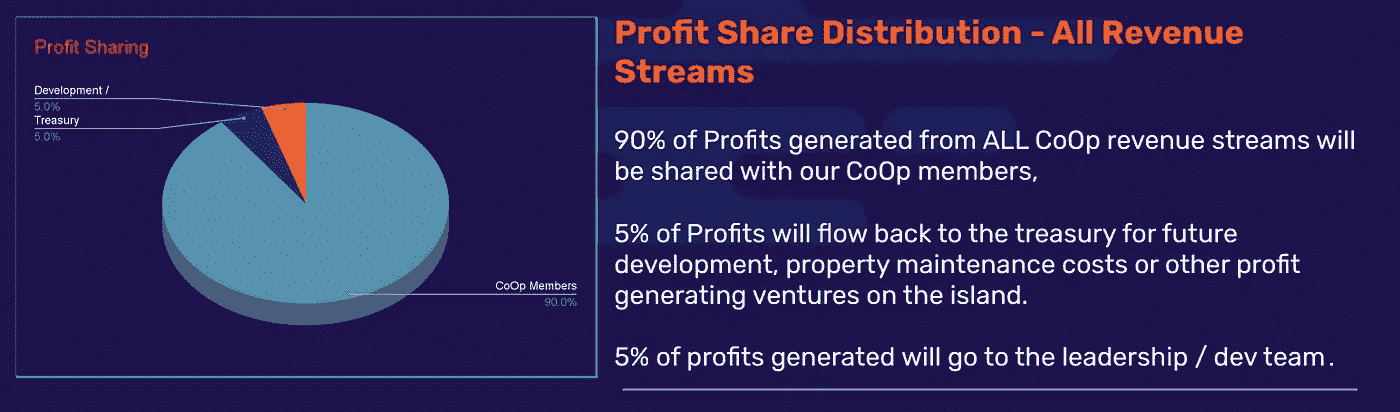 Profit Sharing
Development /
5.0%
Treasury
5.0%
CoOp Members
90.0%
Profit Share Distribution - All Revenue
Streams
90% of Profits generated from ALL CoOp revenue streams will
be shared with our CoOp members,
5% of Profits will flow back to the treasury for future
development, property maintenance costs or other profit
generating ventures on the island.
5% of profits generated will go to the leadership / dev team.